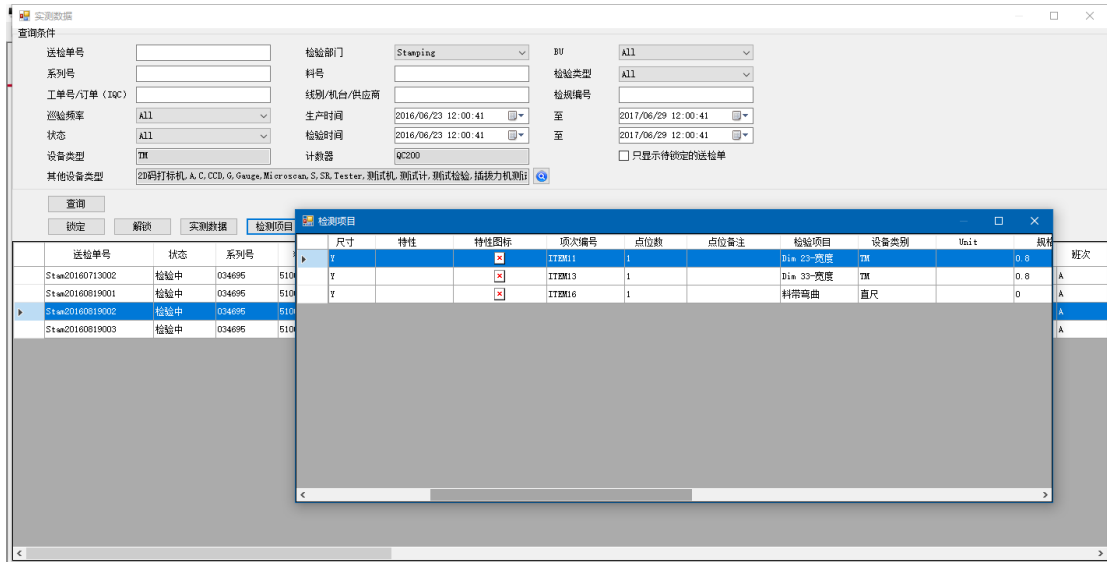 实测数据
查询条件
送检单号 检验部门 Stamping BU All
系列号 料号 检验类型 All
工单号/订单 (IQC) 线别/机台/供应商 检规编号
巡验频率 All 生产时间 2016/06/23 12:00:41 至 2017/06/29 12:00:41
状态 All 检验时间 2016/06/23 12:00:41 至 2017/06/29 12:00:41
设备类型 TM 计数器 QC200 只显示待锁定的送检单
其他设备类型 2D码打标机,A,C,CCD,G,Gauge,Microscan,S,SR,Tester,测试机,测试计,测试检验,插拔力机测
查询
锁定 解锁 实测数据 检测项目
检测项目
尺寸 特性 特性图标 项次编号 点位数 点位备注 检验项目 设备类别 Unit 规格
Y ITEM11 1 Dim 23-宽度 TM 0.8
Y ITEM13 1 Dim 33-宽度 TM 0.8
Y ITEM16 1 料带弯曲 直尺 0
送检单号 状态 系列号 班次
Stam20160713002 检验中 034695 510 A
Stam20160819001 检验中 034695 510 A
Stam20160819002 检验中 034695 510 A
Stam20160819003 检验中 034695 510 A